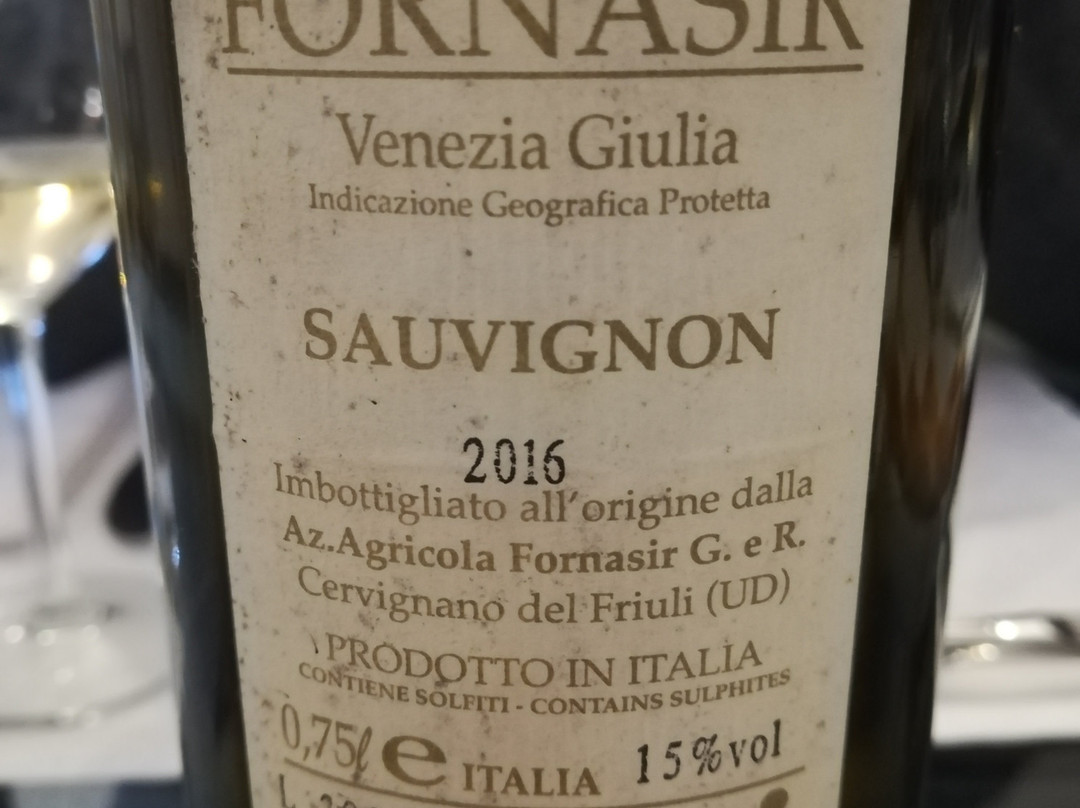 FORNASIR
Venezia Giulia
Indicazione Geografica Protetta
SAUVIGNON
2016
Imbottigliato all'origine dalla
Az.Agricola Fornasir G. e R.
Cervignano del Friuli (UD)
PRODOTTO IN ITALIA
CONTIENE SOLFITI - CONTAINS SULPHITES
0,75ℓ e ITALIA 15%vol